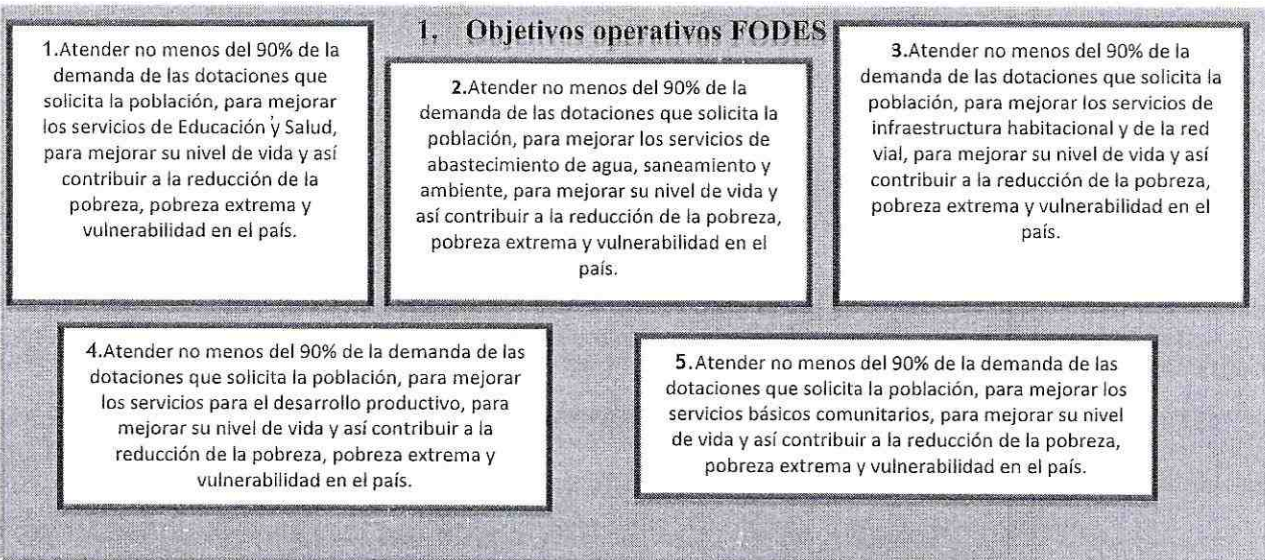 1. Objetivos operativos FODES
1.Atender no menos del 90% de la
demanda de las dotaciones que
solicita la población, para mejorar
los servicios de Educación y Salud,
para mejorar su nivel de vida y así
contribuir a la reducción de la
pobreza, pobreza extrema y
vulnerabilidad en el país.
2.Atender no menos del 90% de la
demanda de las dotaciones que solicita la
población, para mejorar los servicios de
abastecimiento de agua, saneamiento y
ambiente, para mejorar su nivel de vida y
así contribuir a la reducción de la pobreza,
pobreza extrema y vulnerabilidad en el
país.
3.Atender no menos del 90% de la
demanda de las dotaciones que solicita la
población, para mejorar los servicios de
infraestructura habitacional y de la red
vial, para mejorar su nivel de vida y así
contribuir a la reducción de la pobreza,
pobreza extrema y vulnerabilidad en el
país.
4.Atender no menos del 90% de la demanda de las
dotaciones que solicita la población, para mejorar
los servicios para el desarrollo productivo, para
mejorar su nivel de vida y así contribuir a la
reducción de la pobreza, pobreza extrema y
vulnerabilidad en el país.
5.Atender no menos del 90% de la demanda de las
dotaciones que solicita la población, para mejorar los
servicios básicos comunitarios, para mejorar su nivel
de vida y así contribuir a la reducción de la pobreza,
pobreza extrema y vulnerabilidad en el país.